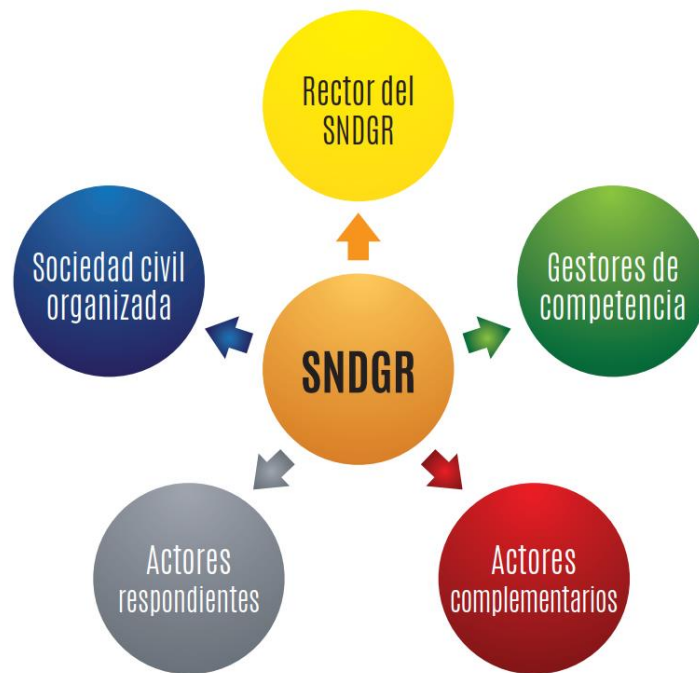 Rector del
SNDGR
Sociedad civil
organizada
Gestores de
competencia
SNDGR
Actores
respondientes
Actores
complementarios